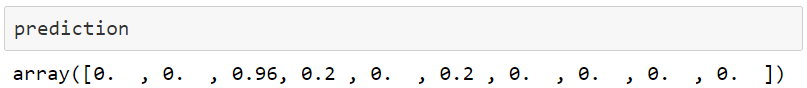 prediction
array([0.  , 0.  , 0.96, 0.2 , 0.  , 0.2 , 0.  , 0.  , 0.  , 0.  ])